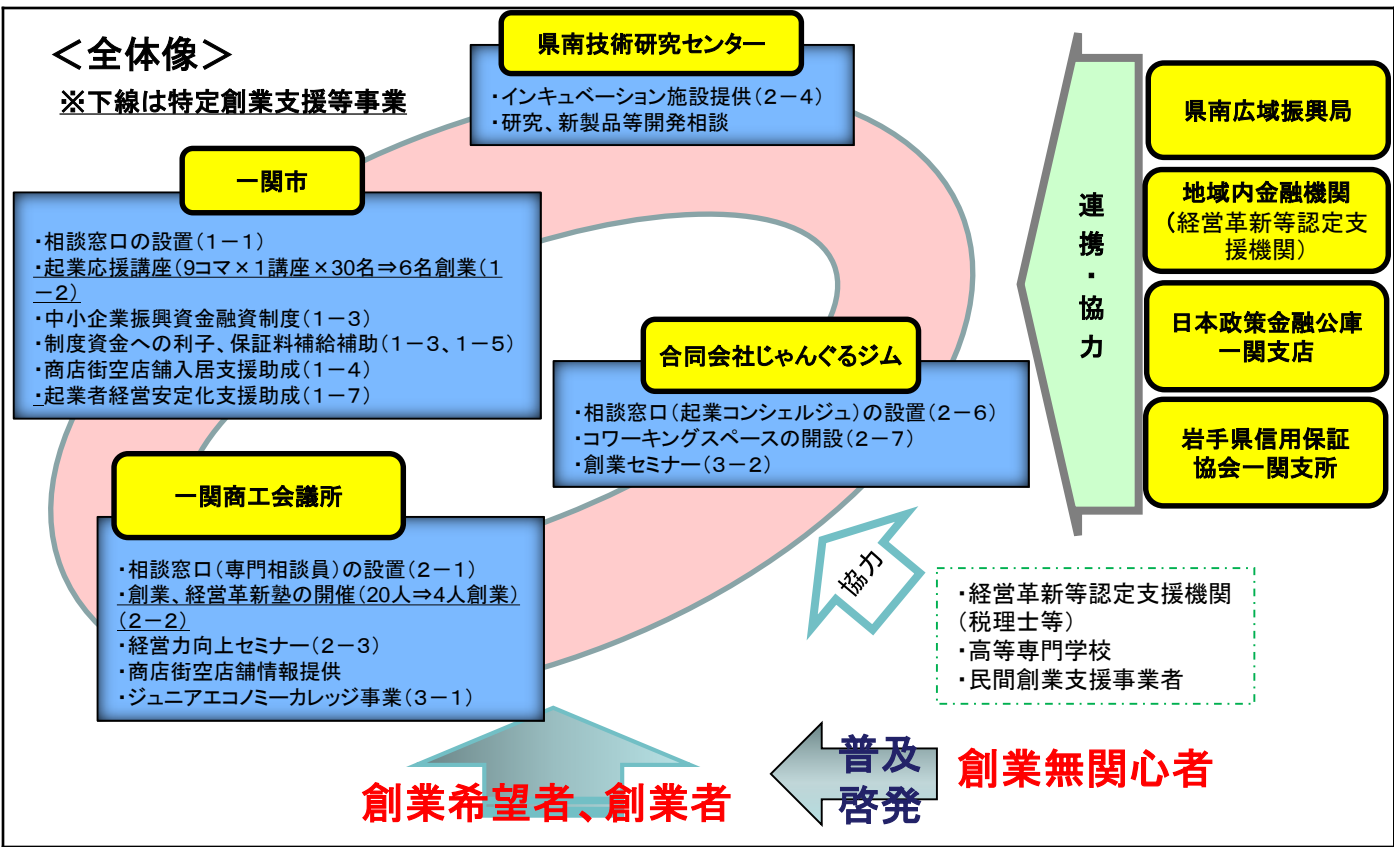 ＜全体像＞
※下線は特定創業支援等事業
県南技術研究センター
・インキュベーション施設提供(2－4)
・研究、新製品等開発相談
一関市
・相談窓口の設置(1－1)
・起業応援講座(9コマ×1講座×30名⇒6名創業(1
－2)
・中小企業振興資金融資制度(1－3)
・制度資金への利子、保証料補給補助(1－3、1－5)
・商店街空店舗入居支援助成(1－4)
・起業者経営安定化支援助成(1－7)
合同会社じゃんぐるジム
・相談窓口(起業コンシェルジュ)の設置(2－6)
・コワーキングスペースの開設(2－7)
・創業セミナー(3－2)
一関商工会議所
・相談窓口(専門相談員)の設置(2－1)
・創業、経営革新塾の開催(20人⇒4人創業)
(2－2)
・経営力向上セミナー(2－3)
・商店街空店舗情報提供
・ジュニアエコノミーカレッジ事業(3－1)
連携・協力
県南広域振興局
地域内金融機関
(経営革新等認定支
援機関)
日本政策金融公庫
一関支店
岩手県信用保証
協会一関支所
協力
・経営革新等認定支援機関
(税理士等)
・高等専門学校
・民間創業支援事業者
創業希望者、創業者
普及
啓発
創業無関心者